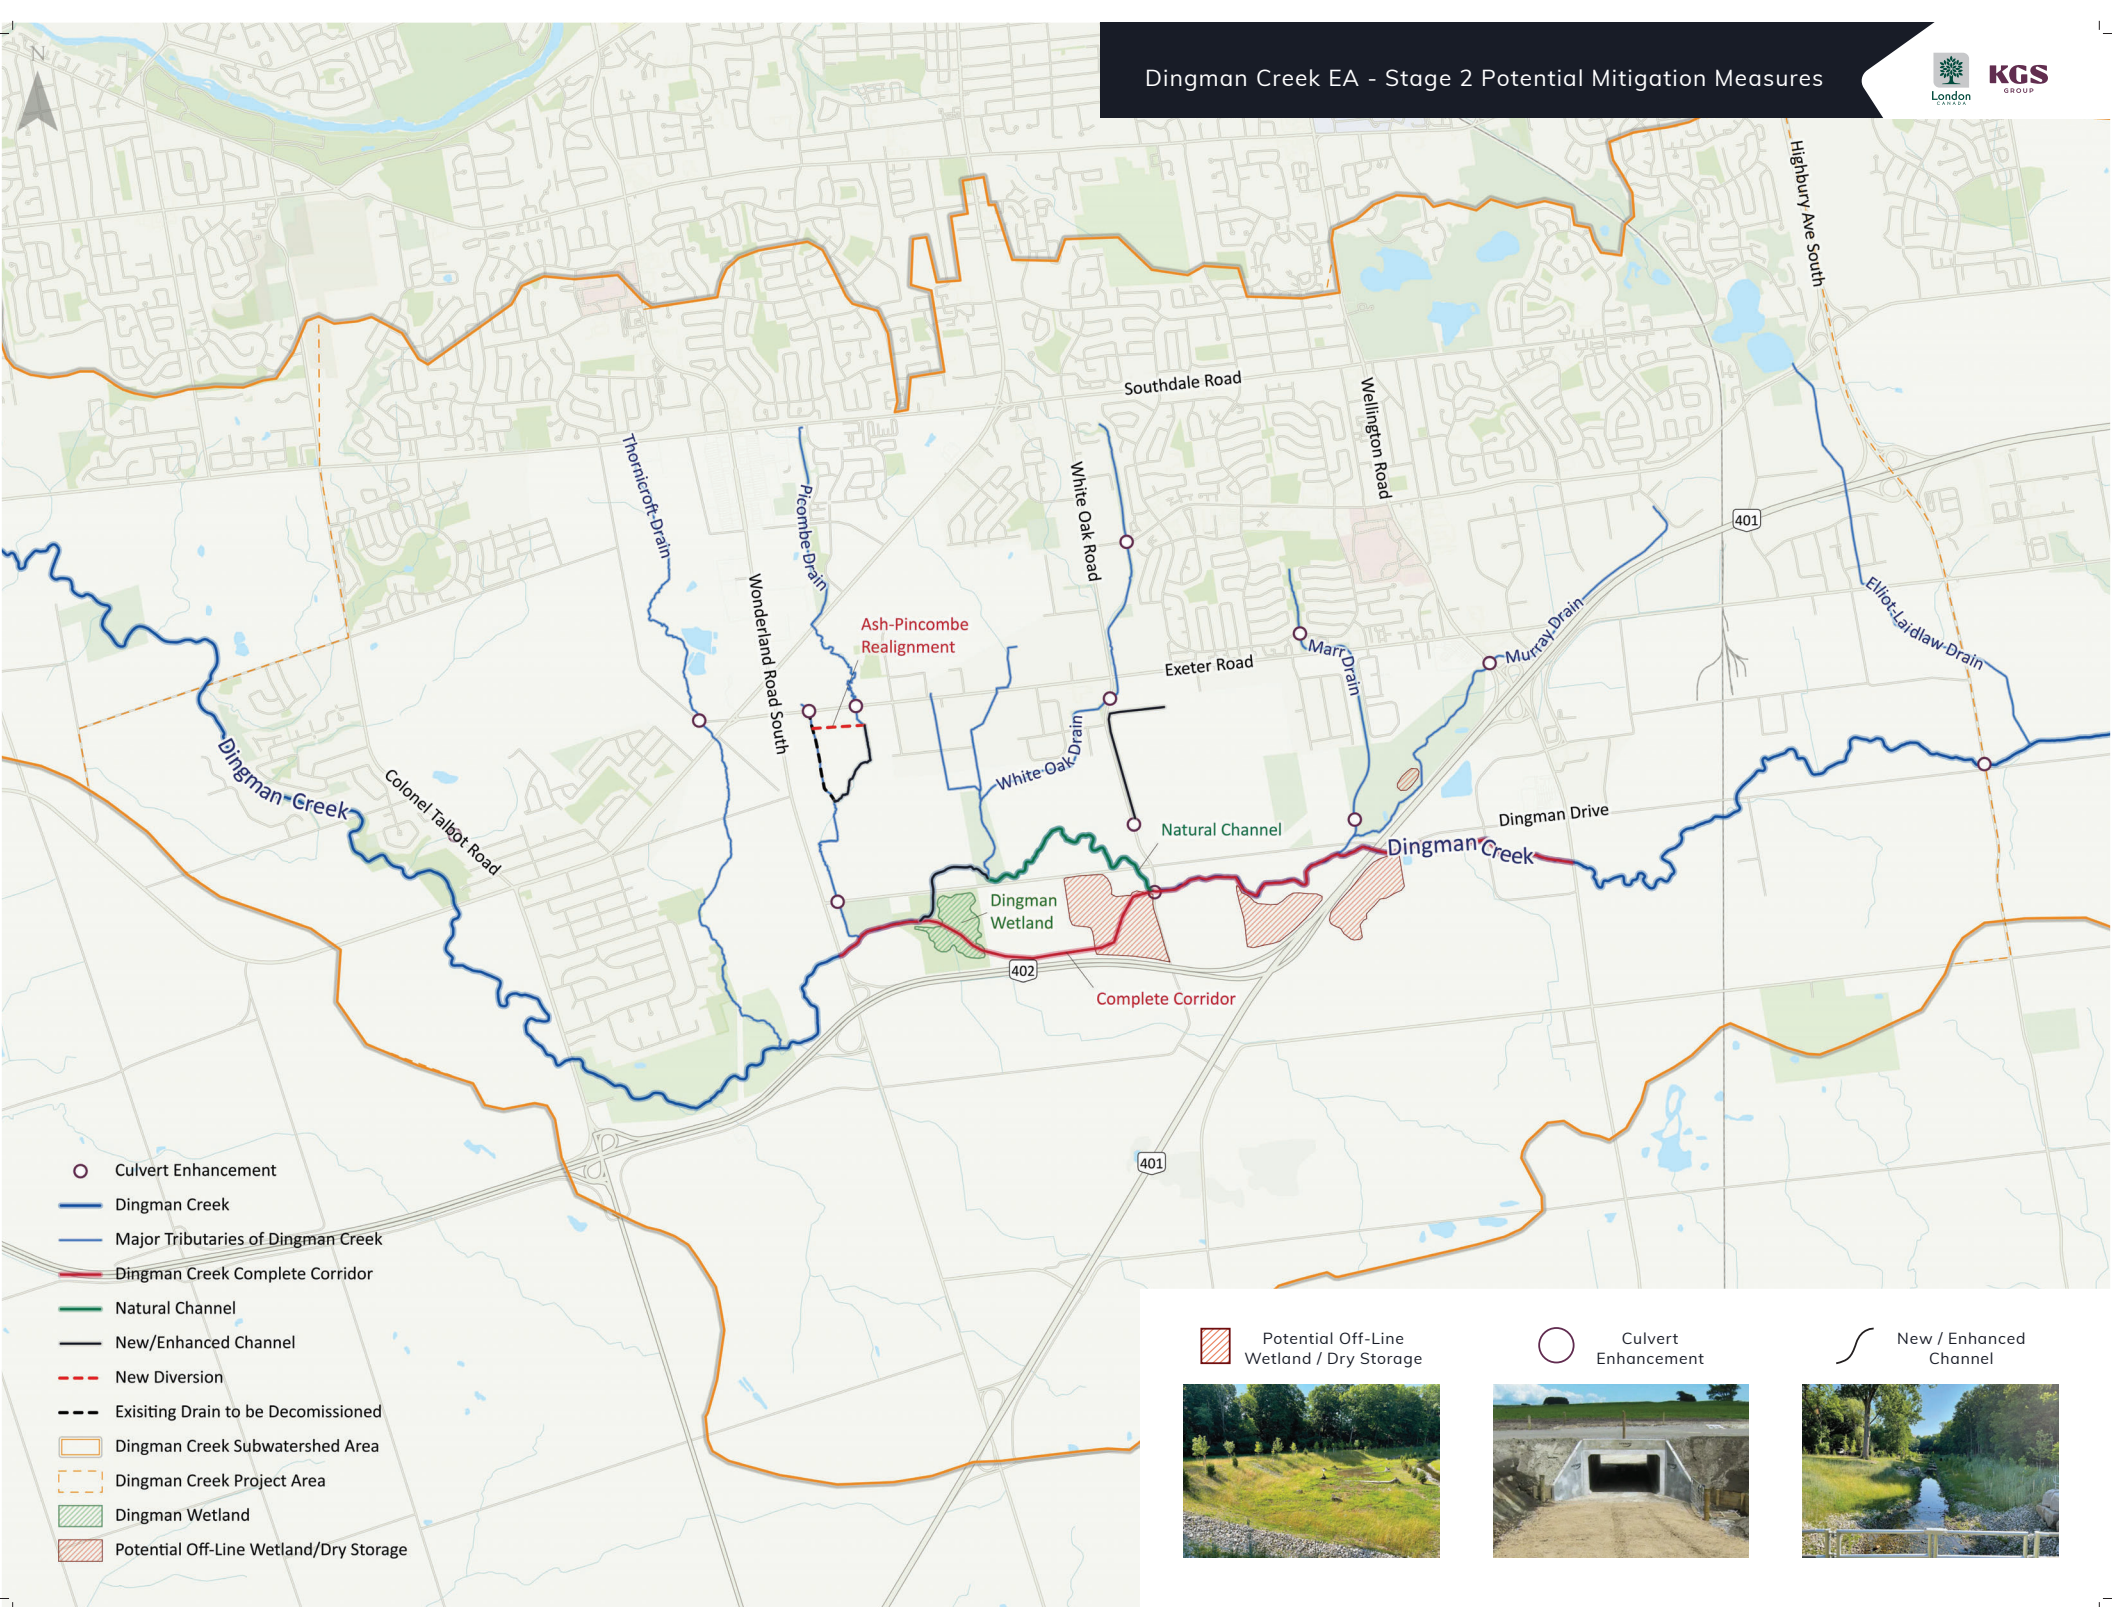 Dingman Creek EA - Stage 2 Potential Mitigation Measures
London
CANADA
KGS
GROUP
N
Highbury Ave South
Southdale Road
Wellington Road
Thornicroft Drain
Picombe Drain
White Oak Road
401
Wonderland Road South
Ash-Pincombe
Realignment
Elliot-Laidlaw Drain
Murray Drain
Marr Drain
Exeter Road
White Oak Drain
Dingman Creek
Colonel Talbot Road
Natural Channel
Dingman Drive
Dingman Creek
Dingman
Wetland
402
Complete Corridor
401
Culvert Enhancement
Dingman Creek
Major Tributaries of Dingman Creek
Dingman Creek Complete Corridor
Natural Channel
New/Enhanced Channel
New Diversion
Exisiting Drain to be Decomissioned
Dingman Creek Subwatershed Area
Dingman Creek Project Area
Dingman Wetland
Potential Off-Line Wetland/Dry Storage
Potential Off-Line
Wetland / Dry Storage
Culvert
Enhancement
New / Enhanced
Channel